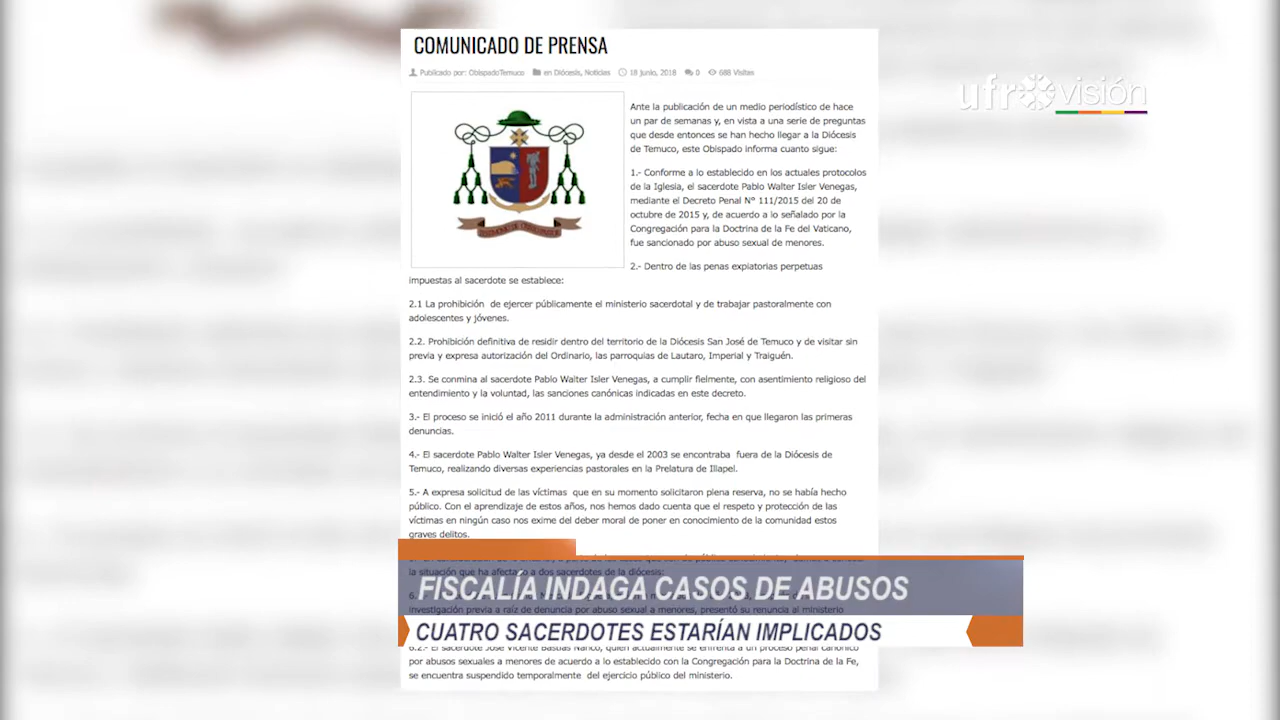 COMUNICADO DE PRENSA
Publicado por: ObispadoTemuco en Diócesis, Noticias 18 junio, 2018 0 688 Visitas
ufro visión
Ante la publicación de un medio periodístico de hace
un par de semanas y, en vista a una serie de preguntas
que desde entonces se han hecho llegar a la Diócesis
de Temuco, este Obispado informa cuanto sigue:
1.- Conforme a lo establecido en los actuales protocolos
de la Iglesia, el sacerdote Pablo Walter Isler Venegas,
mediante el Decreto Penal N° 111/2015 del 20 de
octubre de 2015 y, de acuerdo a lo señalado por la
Congregación para la Doctrina de la Fe del Vaticano,
fue sancionado por abuso sexual de menores.
2.- Dentro de las penas expiatorias perpetuas
impuestas al sacerdote se establece:
2.1 La prohibición de ejercer públicamente el ministerio sacerdotal y de trabajar pastoralmente con
adolescentes y jóvenes.
2.2. Prohibición definitiva de residir dentro del territorio de la Diócesis San José de Temuco y de visitar sin
previa y expresa autorización del Ordinario, las parroquias de Lautaro, Imperial y Traiguén.
2.3. Se conmina al sacerdote Pablo Walter Isler Venegas, a cumplir fielmente, con asentimiento religioso del
entendimiento y la voluntad, las sanciones canónicas indicadas en este decreto.
3.- El proceso se inició el año 2011 durante la administración anterior, fecha en que llegaron las primeras
denuncias.
4.- El sacerdote Pablo Walter Isler Venegas, ya desde el 2003 se encontraba fuera de la Diócesis de
Temuco, realizando diversas experiencias pastorales en la Prelatura de Illapel.
5.- A expresa solicitud de las víctimas que en su momento solicitaron plena reserva, no se había hecho
público. Con el aprendizaje de estos años, nos hemos dado cuenta que el respeto y protección de las
víctimas en ningún caso nos exime del deber moral de poner en conocimiento de la comunidad estos
graves delitos.
la situación que ha afectado a dos sacerdotes de la diócesis:
FISCALÍA INDAGA CASOS DE ABUSOS
investigación previa a raíz de denuncia por abuso sexual a menores, presentó su renuncia al ministerio
CUATRO SACERDOTES ESTARÍAN IMPLICADOS
6.2.- El sacerdote José Vicente Bastías Ñanco, quien actualmente se enfrenta a un proceso penal canónico
por abusos sexuales a menores de acuerdo a lo establecido con la Congregación para la Doctrina de la Fe,
se encuentra suspendido temporalmente del ejercicio público del ministerio.